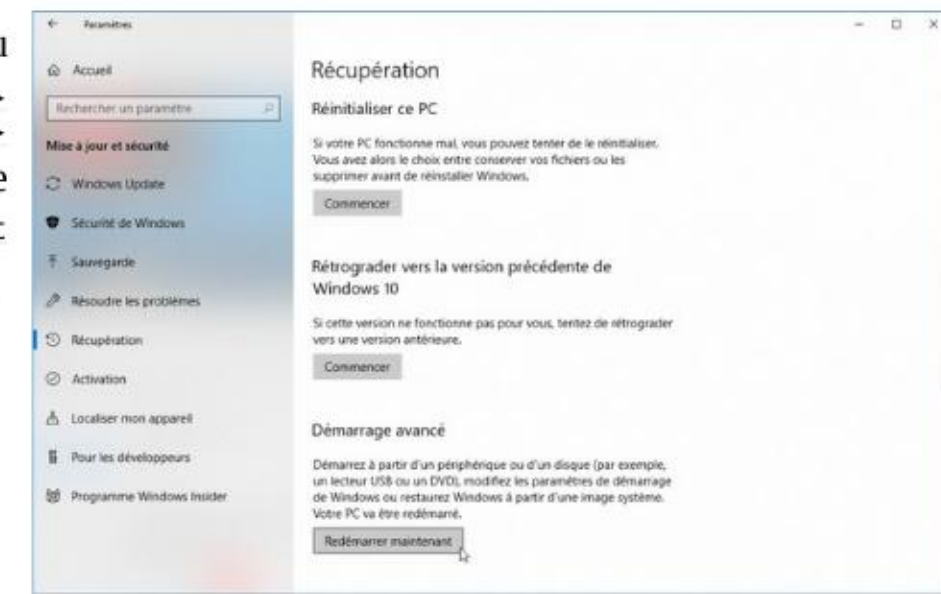 Paramètres
Accueil
Rechercher un paramètre
Mise à jour et sécurité
Windows Update
Sécurité de Windows
Sauvegarde
Résoudre les problèmes
Récupération
Activation
Localiser mon appareil
Pour les développeurs
Programme Windows Insider
Récupération
Réinitialiser ce PC
Si votre PC fonctionne mal, vous pouvez tenter de le réinitialiser.
Vous avez alors le choix entre conserver vos fichiers ou les
supprimer avant de réinstaller Windows.
Commencer
Rétrograder vers la version précédente de
Windows 10
Si cette version ne fonctionne pas pour vous, tentez de rétrograder
vers une version antérieure.
Commencer
Démarrage avancé
Démarrez à partir d'un périphérique ou d'un disque (par exemple,
un lecteur USB ou un DVD), modifiez les paramètres de démarrage
de Windows ou restaurez Windows à partir d'une image système.
Votre PC va être redémarré.
Redémarrer maintenant